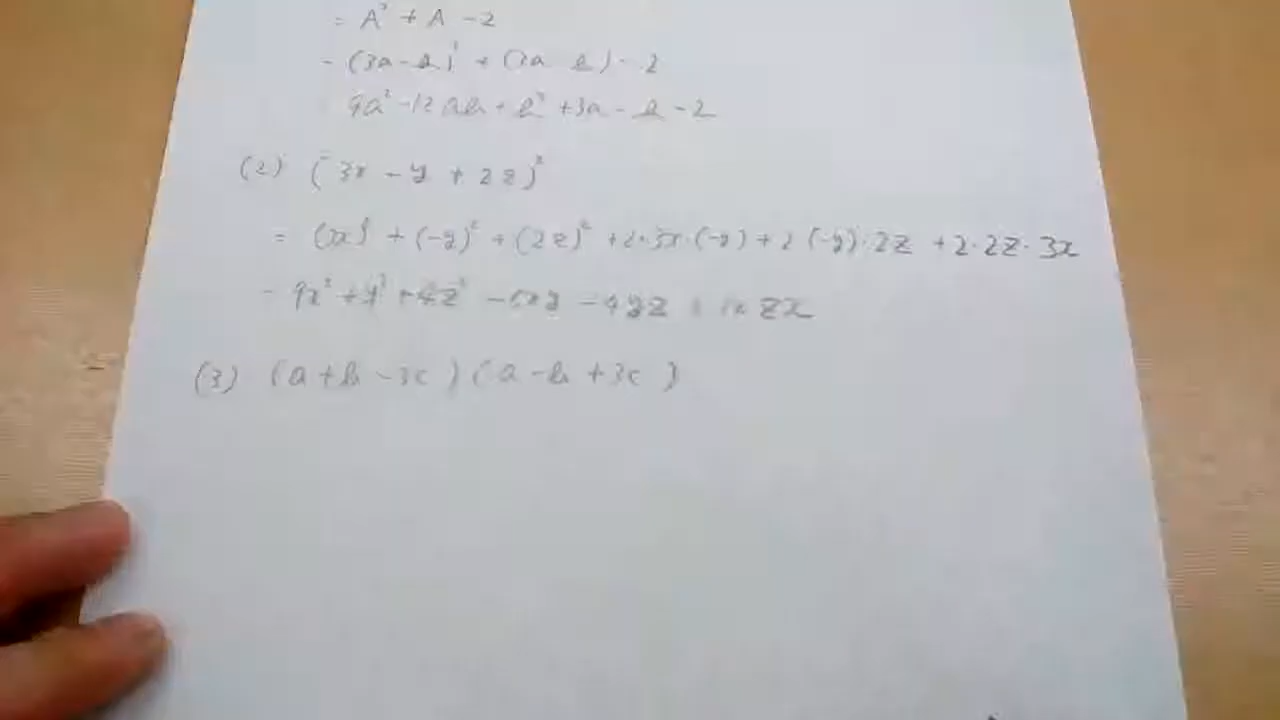 = A² + A - 2
= (3a - b)² + (3a - b) - 2
9a² - 12ab + b² + 3a - b - 2
(2) (3x - y + 2z)²
= (3x)² + (-y)² + (2z)² + 2·3x·(-y) + 2(-y)·2z + 2·2z·3x
= 9x² + y² + 4z² - 6xy - 4yz + 12zx
(3) (a + b - 3c)(a - b + 3c)